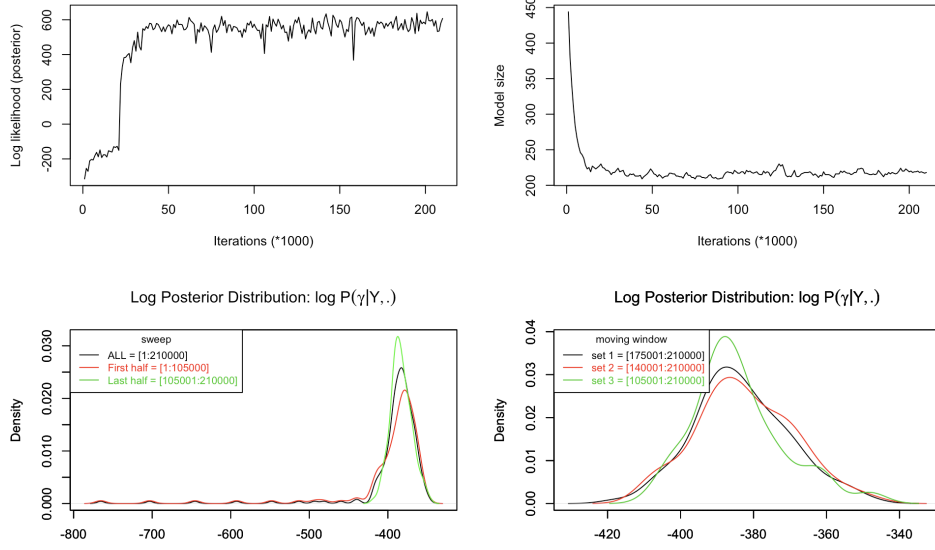 Log likelihood (posterior)
-200 0 200 400 600
0 50 100 150 200
Iterations (*1000)
Model size
200 250 300 350 400 450
0 50 100 150 200
Iterations (*1000)
Log Posterior Distribution: log P(γ|Y,.)
Density
0.000 0.010 0.020 0.030
sweep
ALL = [1:210000]
First half = [1:105000]
Last half = [105001:210000]
-800 -700 -600 -500 -400
Log Posterior Distribution: log P(γ|Y,.)
Density
0.00 0.01 0.02 0.03 0.04
moving window
set 1 = [175001:210000]
set 2 = [140001:210000]
set 3 = [105001:210000]
-420 -400 -380 -360 -340